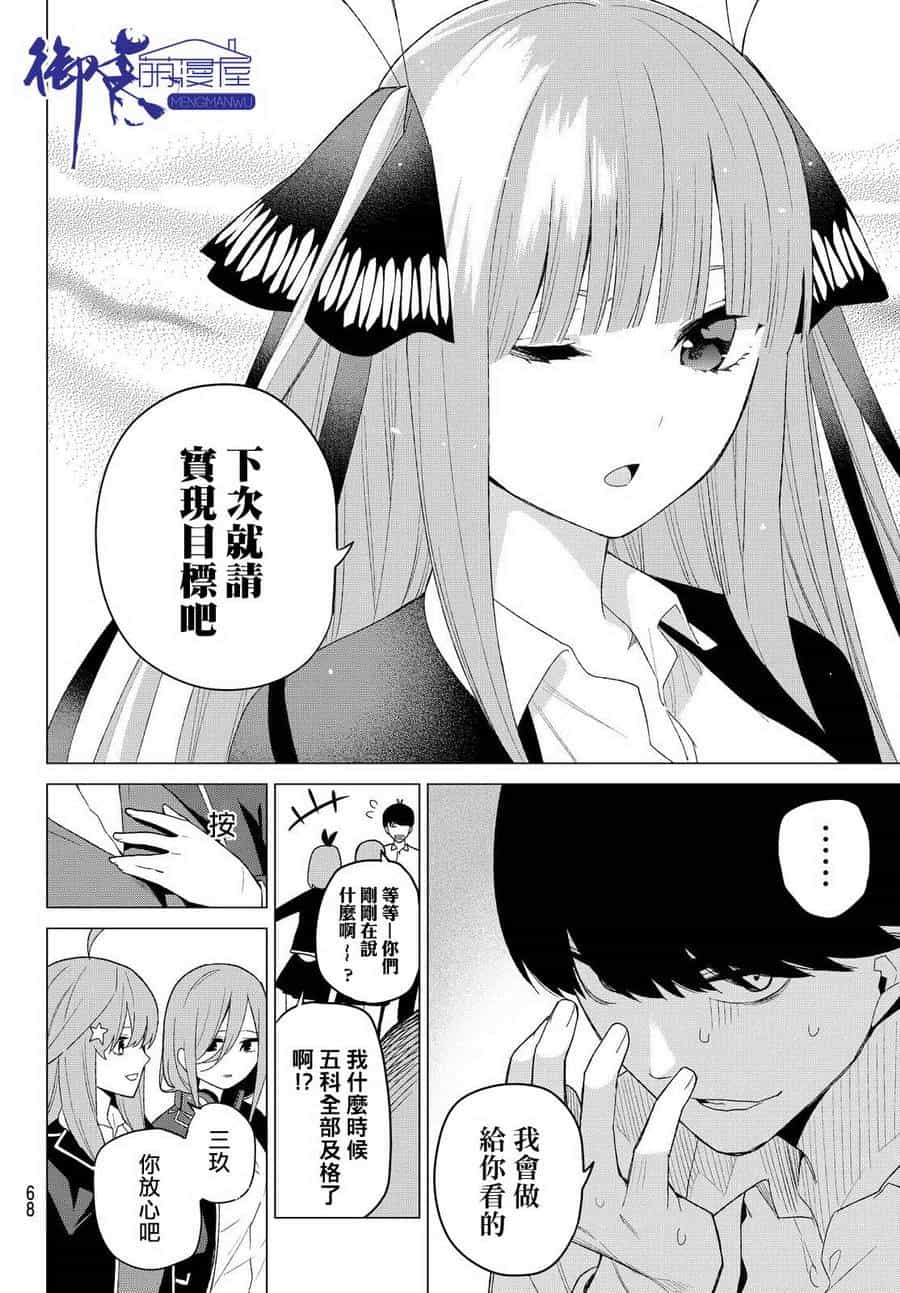 御宅萌漫屋
MENGMANWU
下次就請
實現目標吧
……
我會做
給你看的
等等—你們
剛剛在說
什麼啊～?
我什麼時候
五科全部及格了
啊!?
按
三玖
你放心吧
68